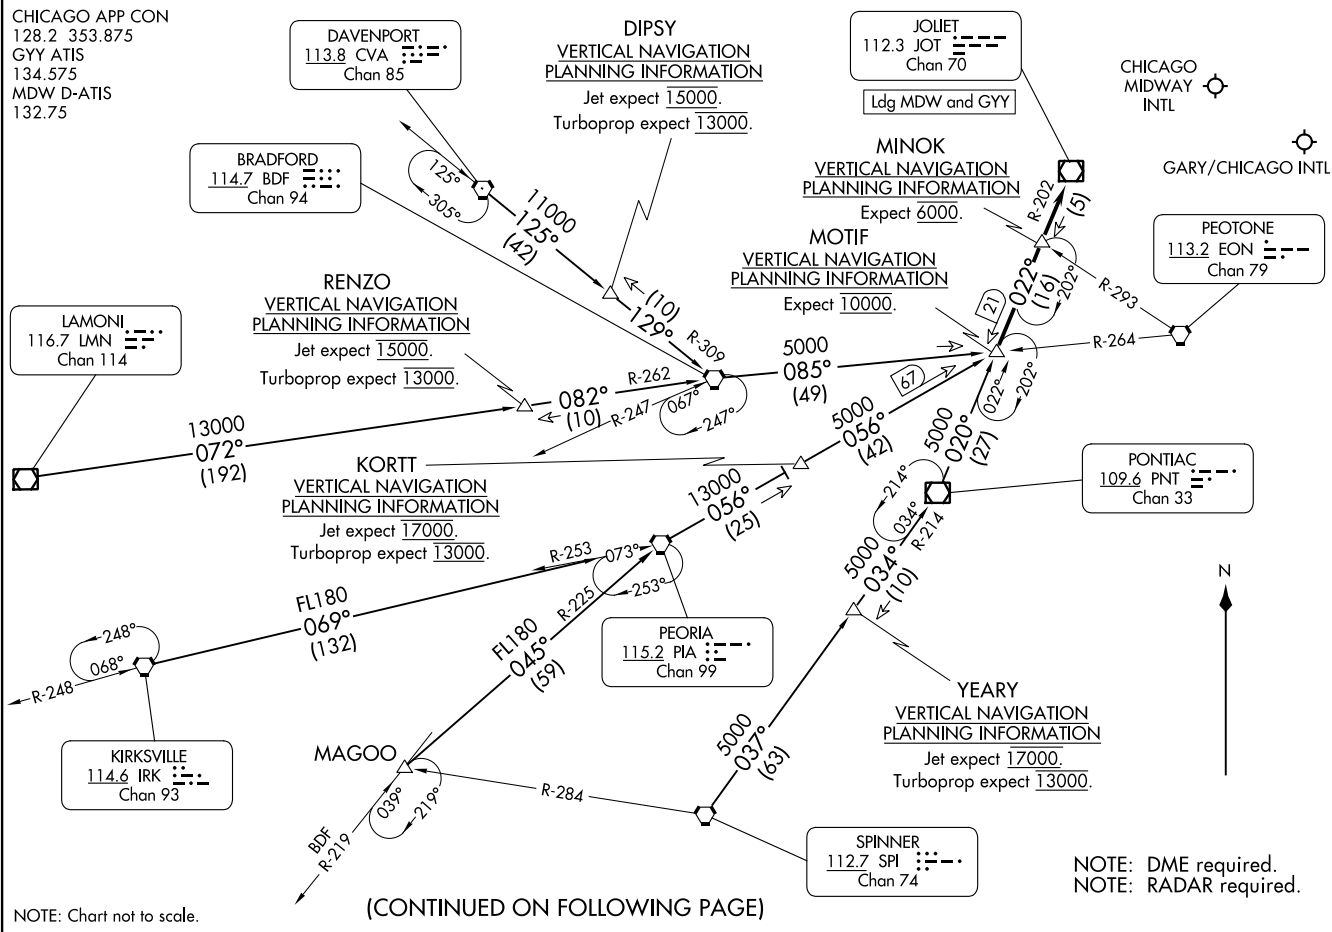 CHICAGO APP CON
128.2 353.875
GYY ATIS
134.575
MDW D-ATIS
132.75
DAVENPORT
113.8 CVA
Chan 85
DIPSY
VERTICAL NAVIGATION
PLANNING INFORMATION
Jet expect 15000.
Turboprop expect 13000.
JOLIET
112.3 JOT
Chan 70
Ldg MDW and GYY
CHICAGO
MIDWAY
INTL
GARY/CHICAGO INTL
BRADFORD
114.7 BDF
Chan 94
125°
305°
11000
125°
(42)
MINOK
VERTICAL NAVIGATION
PLANNING INFORMATION
Expect 6000.
R-202
(5)
PEOTONE
113.2 EON
Chan 79
MOTIF
VERTICAL NAVIGATION
PLANNING INFORMATION
Expect 10000.
RENZO
VERTICAL NAVIGATION
PLANNING INFORMATION
Jet expect 15000.
Turboprop expect 13000.
(10)
129°
R-309
21
022°
(16)
202°
R-293
R-264
LAMONI
116.7 LMN
Chan 114
13000
072°
(192)
082°
(10)
R-262
R-247
067°
247°
5000
085°
(49)
67
5000
056°
(42)
022°
202°
5000
020°
(27)
KORTT
VERTICAL NAVIGATION
PLANNING INFORMATION
Jet expect 17000.
Turboprop expect 13000.
13000
056°
(25)
214°
034°
R-214
PONTIAC
109.6 PNT
Chan 33
5000
034°
(10)
R-253
073°
253°
R-225
FL180
069°
(132)
FL180
045°
(59)
PEORIA
115.2 PIA
Chan 99
248°
068°
R-248
KIRKSVILLE
114.6 IRK
Chan 93
MAGOO
039°
219°
BDF
R-219
R-284
5000
037°
(63)
YEARY
VERTICAL NAVIGATION
PLANNING INFORMATION
Jet expect 17000.
Turboprop expect 13000.
N
SPINNER
112.7 SPI
Chan 74
NOTE: DME required.
NOTE: RADAR required.
NOTE: Chart not to scale.
(CONTINUED ON FOLLOWING PAGE)